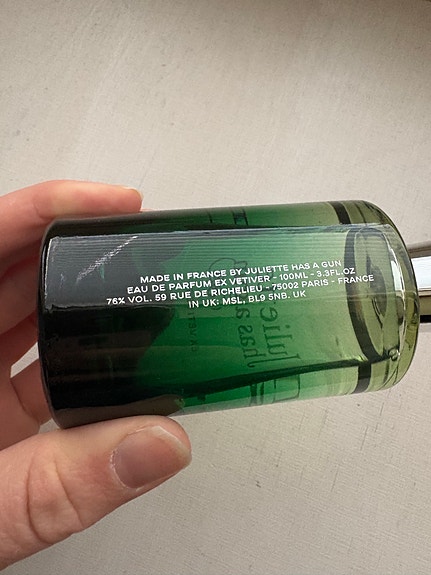 MADE IN FRANCE BY JULIETTE HAS A GUN
EAU DE PARFUM EX VETIVER - 100ML - 3.3FL.OZ
76% VOL. 59 RUE DE RICHELIEU - 75002 PARIS - FRANCE
IN UK: MSL, BL9 5NB. UK